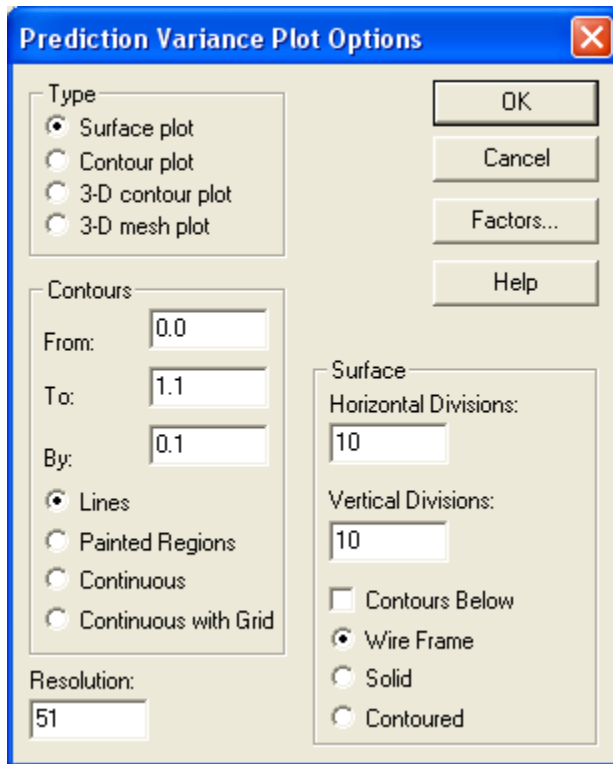 Prediction Variance Plot Options
Type
Surface plot
Contour plot
3-D contour plot
3-D mesh plot
OK
Cancel
Factors...
Help
Contours
From:
0.0
To:
1.1
By:
0.1
Lines
Painted Regions
Continuous
Continuous with Grid
Resolution:
51
Surface
Horizontal Divisions:
10
Vertical Divisions:
10
Contours Below
Wire Frame
Solid
Contoured